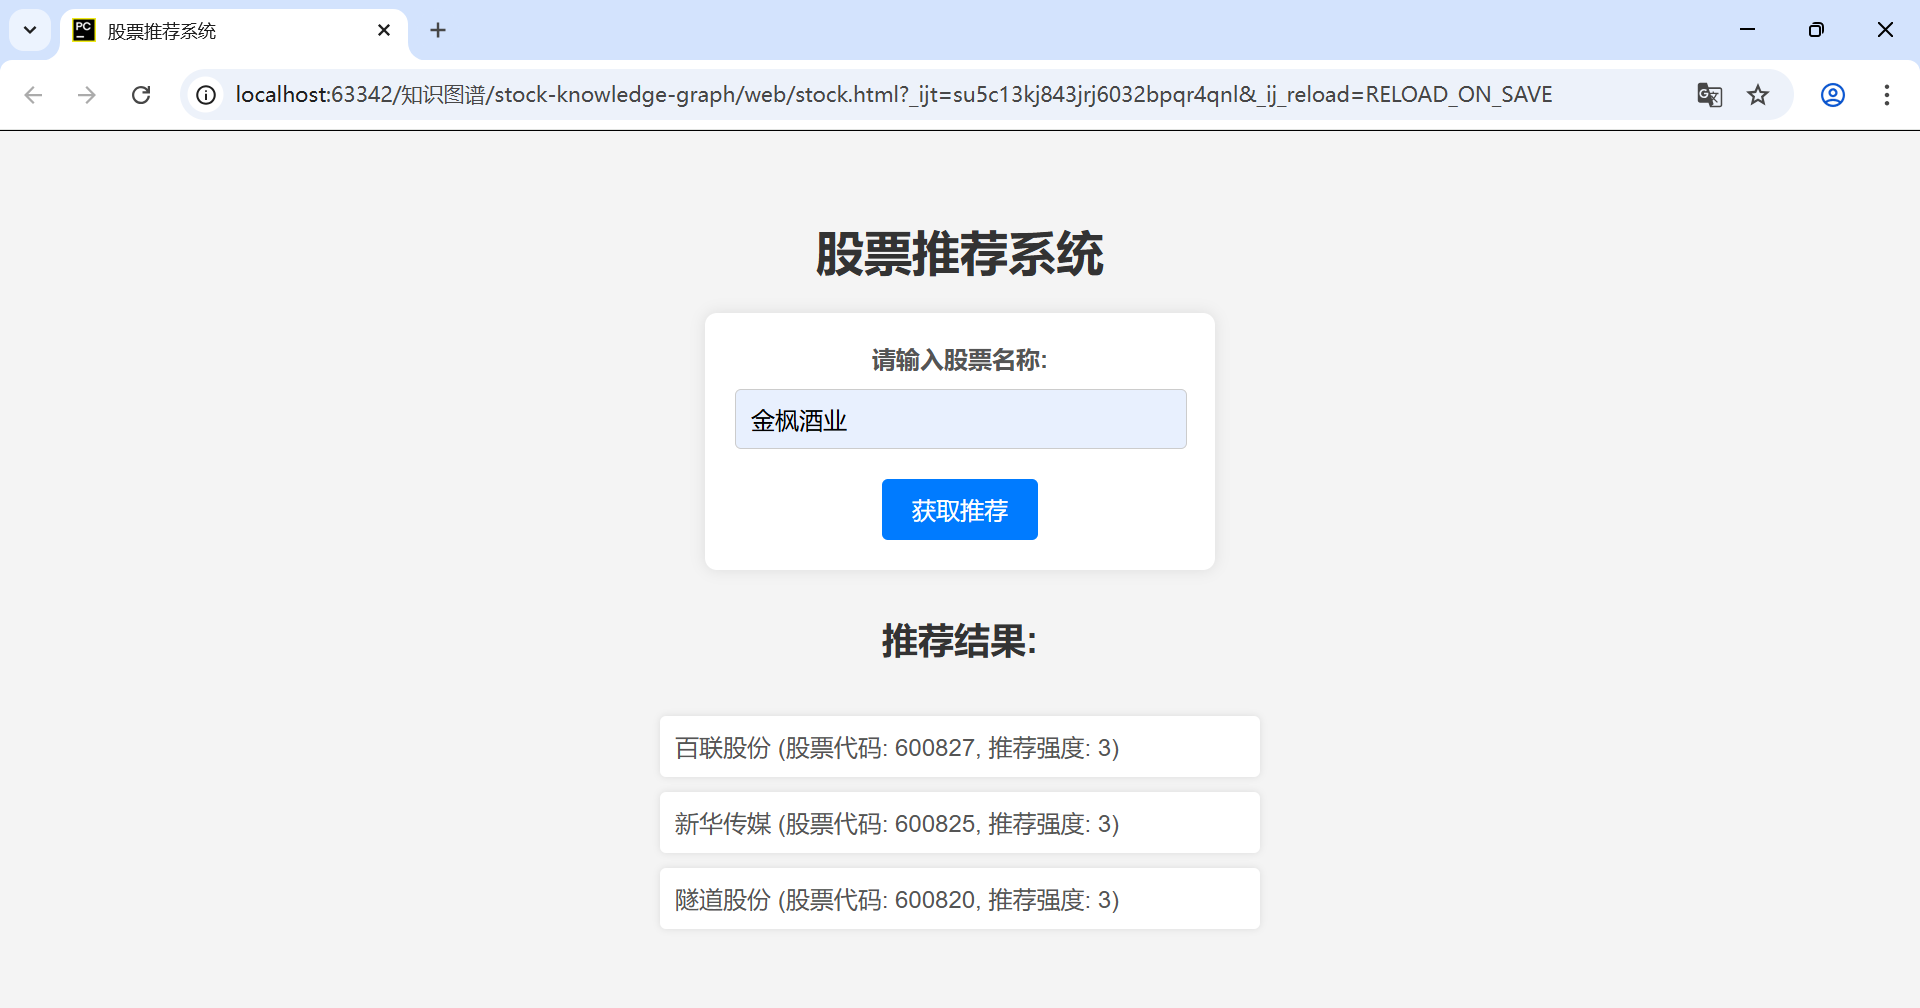 PC
股票推荐系统
localhost:63342/知识图谱/stock-knowledge-graph/web/stock.html?_ijt=su5c13kj843jrj6032bpqr4qnl&_ij_reload=RELOAD_ON_SAVE
股票推荐系统
请输入股票名称:
金枫酒业
获取推荐
推荐结果:
百联股份 (股票代码: 600827, 推荐强度: 3)
新华传媒 (股票代码: 600825, 推荐强度: 3)
隧道股份 (股票代码: 600820, 推荐强度: 3)